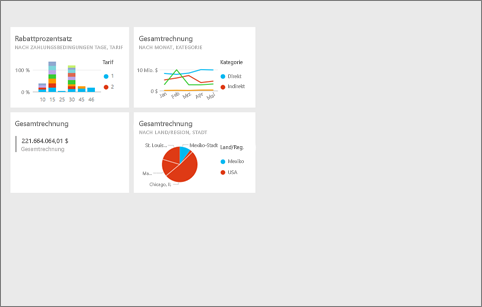 Rabattprozentsatz
NACH ZAHLUNGSBEDINGUNGEN TAGE, TARIF
Tarif
100 %
0 %
1
2
10 15 25 30 45 46
Gesamtrechnung
NACH MONAT, KATEGORIE
Kategorie
10 Mio. $
0 $
Direkt
Indirekt
Jan Feb Mrz Apr Mai
Gesamtrechnung
221.664.064,01 $
Gesamtrechnung
Gesamtrechnung
NACH LAND/REGION, STADT
St. Louis...
Mexiko-Stadt
Mo...
Chicago, IL
Land/Reg.
Mexiko
USA